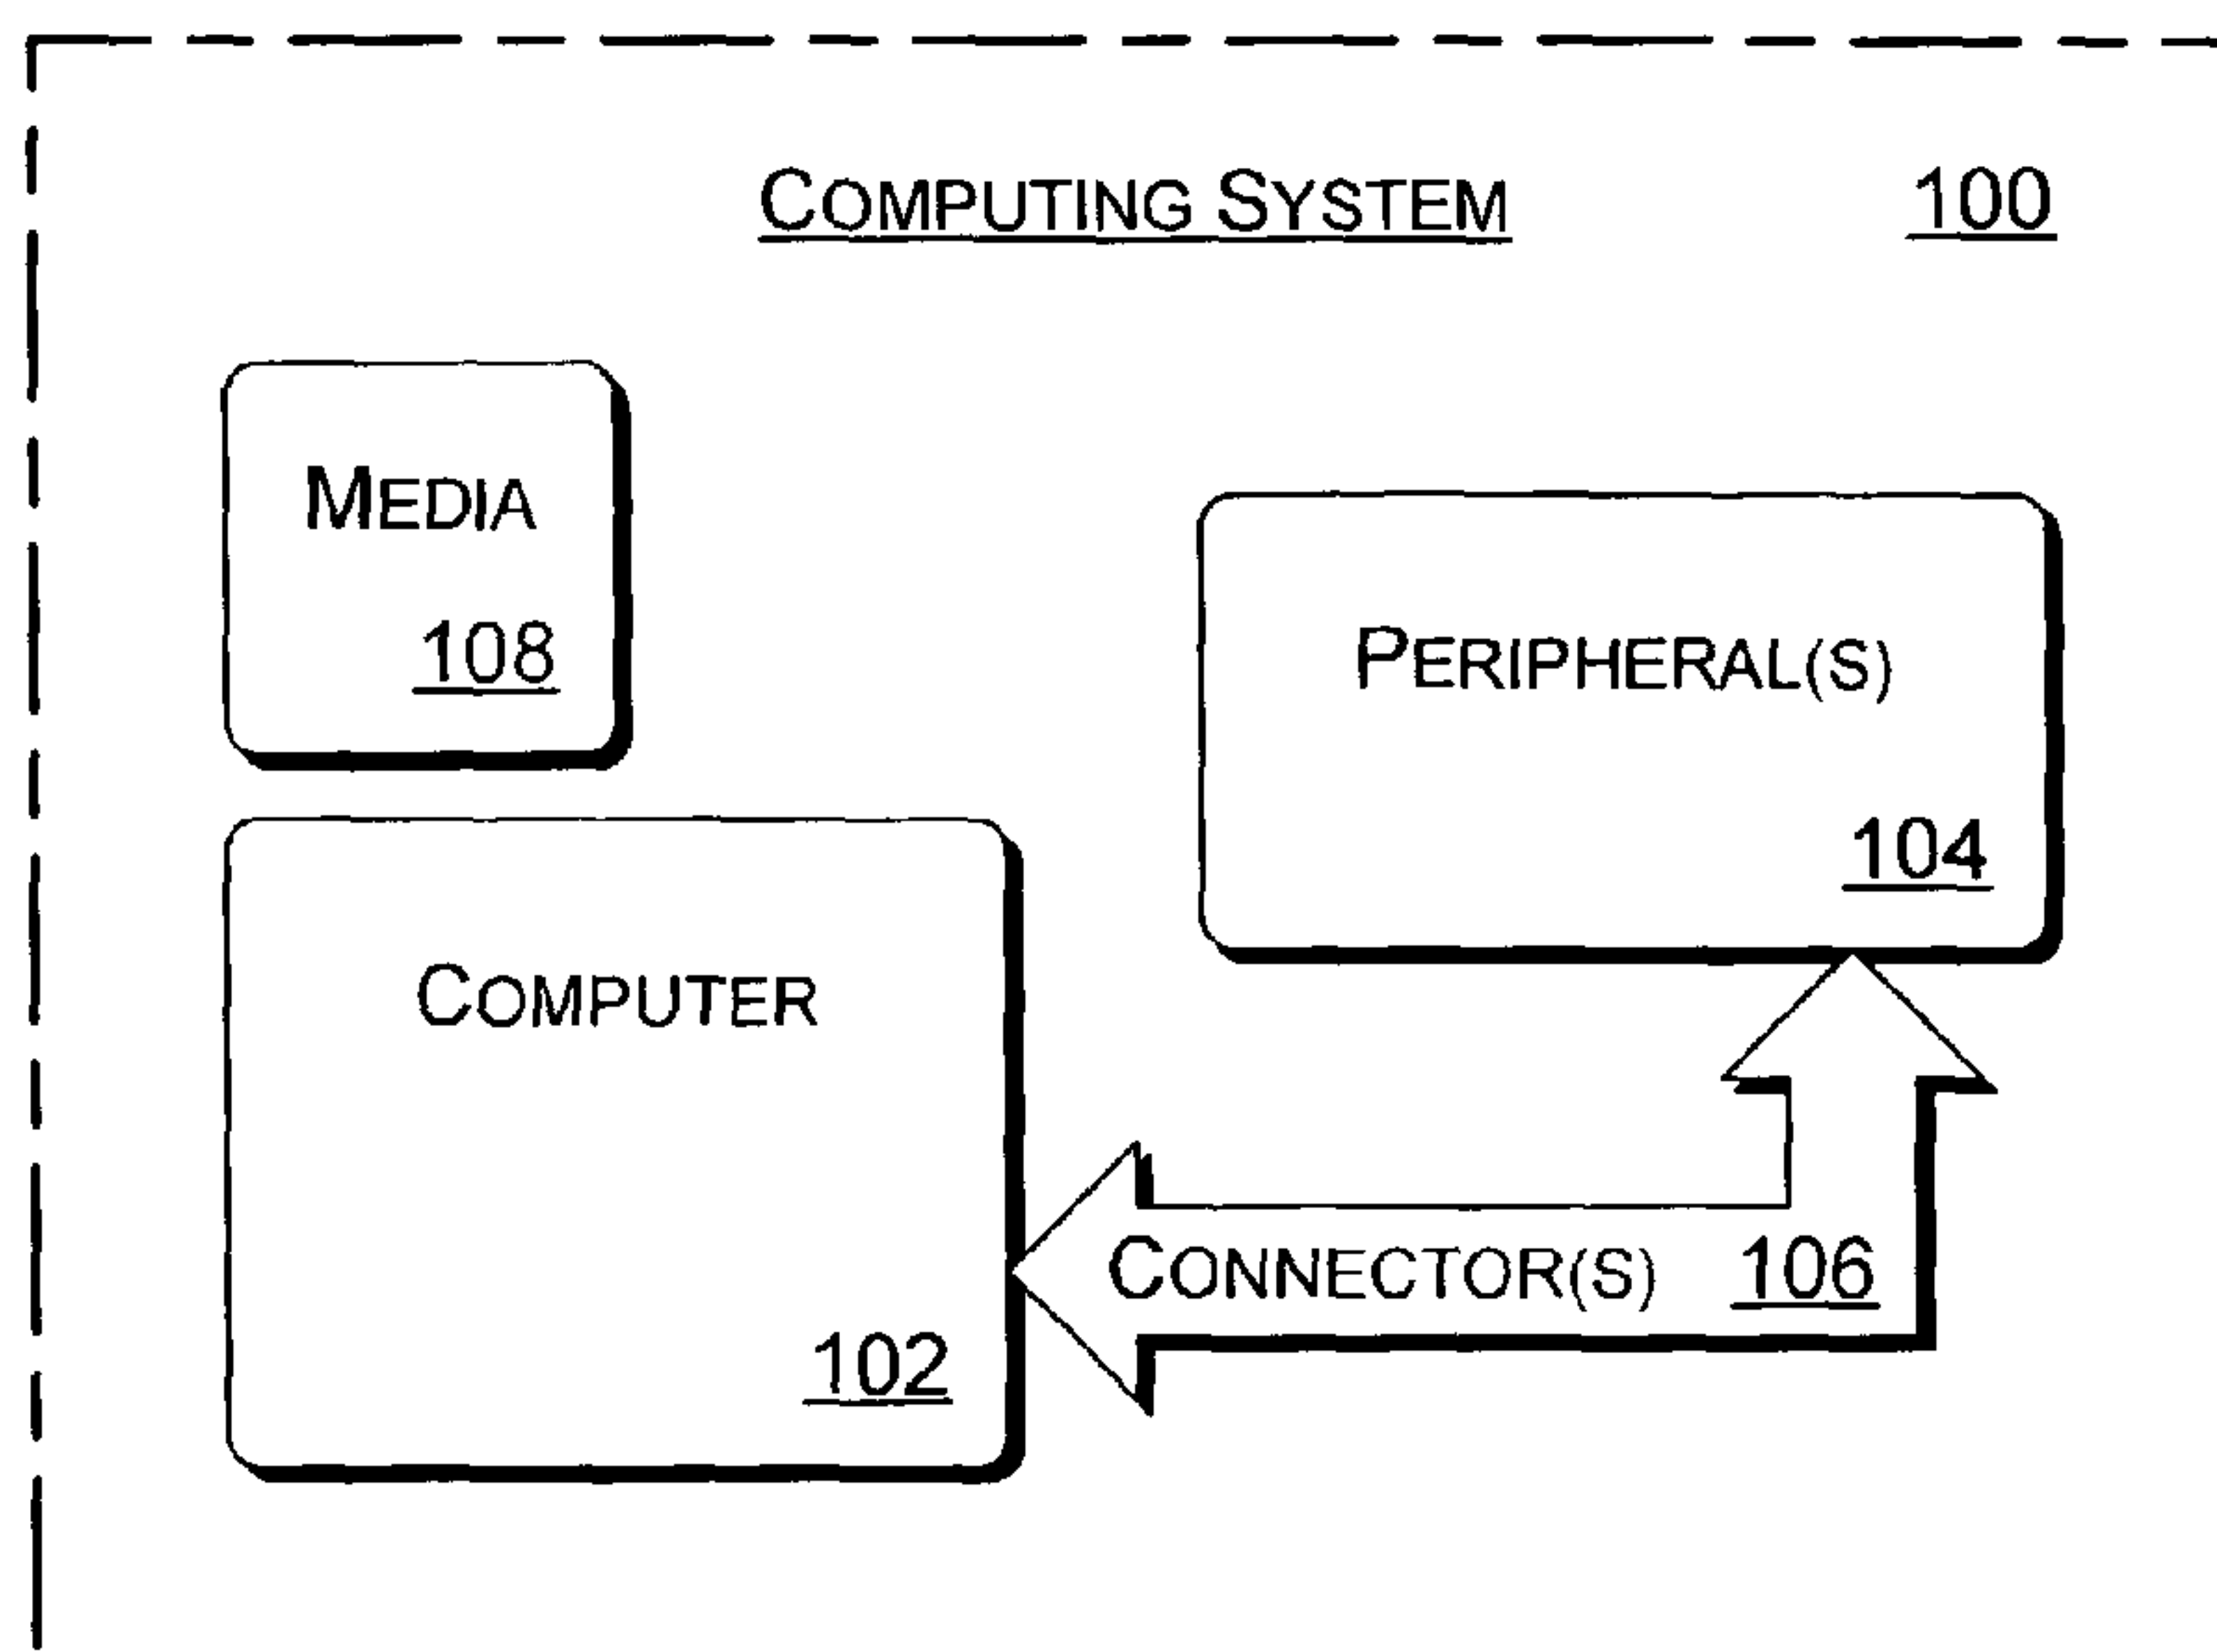 COMPUTING SYSTEM 100
MEDIA
108
PERIPHERAL(S)
104
COMPUTER
CONNECTOR(S) 106
102